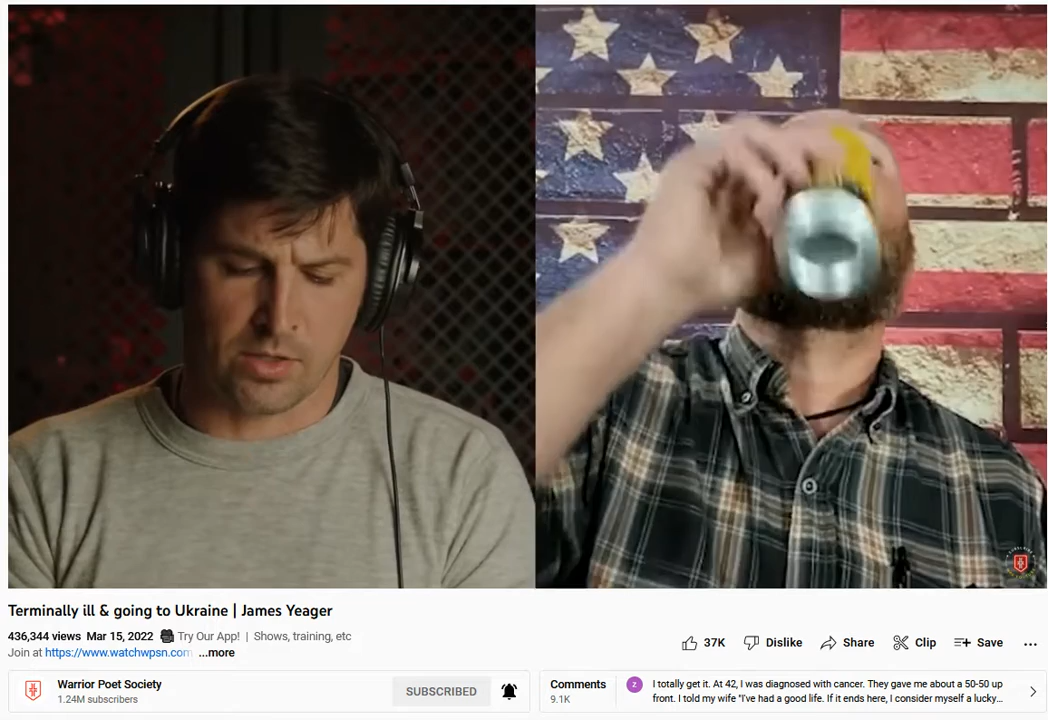 Terminally ill & going to Ukraine | James Yeager
436,344 views Mar 15, 2022 Try Our App! | Shows, training, etc
Join at https://www.watchwpsn.com ...more
37K Dislike Share Clip Save ...
Warrior Poet Society
1.24M subscribers
SUBSCRIBED
Comments
9.1K
Z
I totally get it. At 42, I was diagnosed with cancer. They gave me about a 50-50 up
front. I told my wife "I've had a good life. If it ends here, I consider myself a lucky...